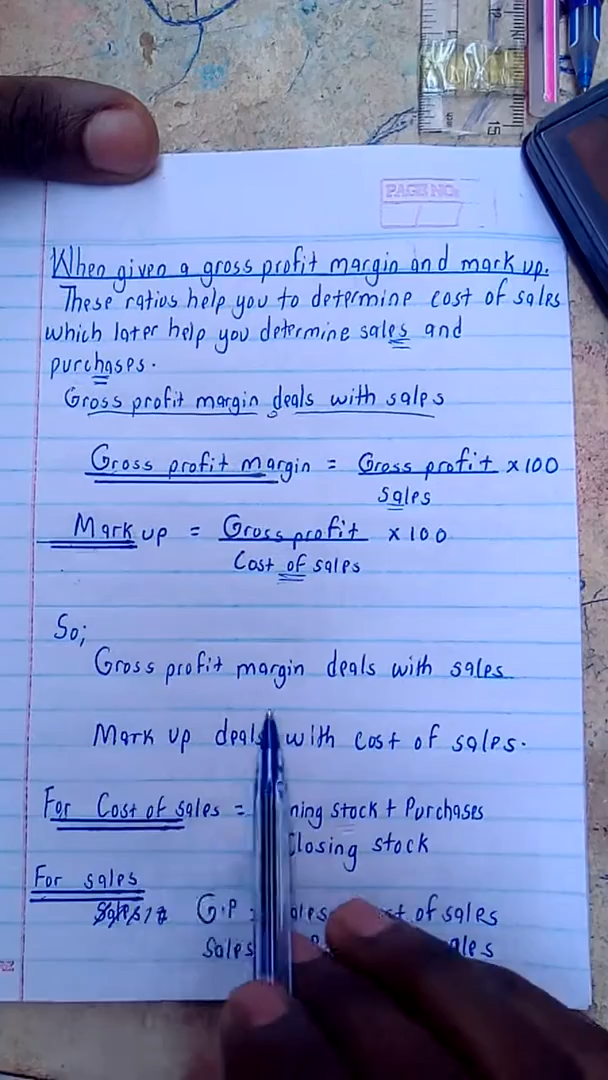 PAGE NO:
When given a gross profit margin and mark up.
These ratios help you to determine cost of sales
which later help you determine sales and
purchases.
Gross profit margin deals with sales
Gross profit margin = Gross profit × 100
Sales
Mark up = Gross profit × 100
Cost of sales
So;
Gross profit margin deals with sales
Mark up deals with cost of sales.
For Cost of sales = ning stock + Purchases
Closing stock
For sales
G.P = Sales of sales
Sales
15